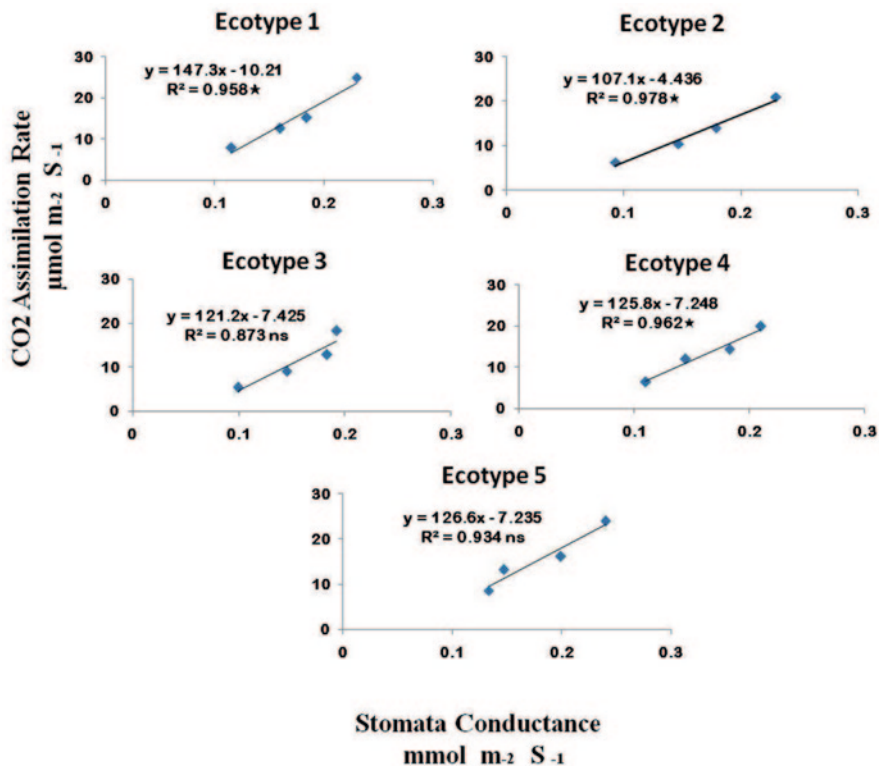 Ecotype 1
30
20
10
0
0
0.1
0.2
0.3
y = 147.3x - 10.21
R² = 0.958★
Ecotype 2
30
20
10
0
0
0.1
0.2
0.3
y = 107.1x - 4.436
R² = 0.978★
CO2 Assimilation Rate
µmol m-2 S -1
Ecotype 3
30
20
10
0
0
0.1
0.2
0.3
y = 121.2x - 7.425
R² = 0.873 ns
Ecotype 4
30
20
10
0
0
0.1
0.2
0.3
y = 125.8x - 7.248
R² = 0.962★
Ecotype 5
30
20
10
0
0
0.1
0.2
0.3
y = 126.6x - 7.235
R² = 0.934 ns
Stomata Conductance
mmol m-2 S -1